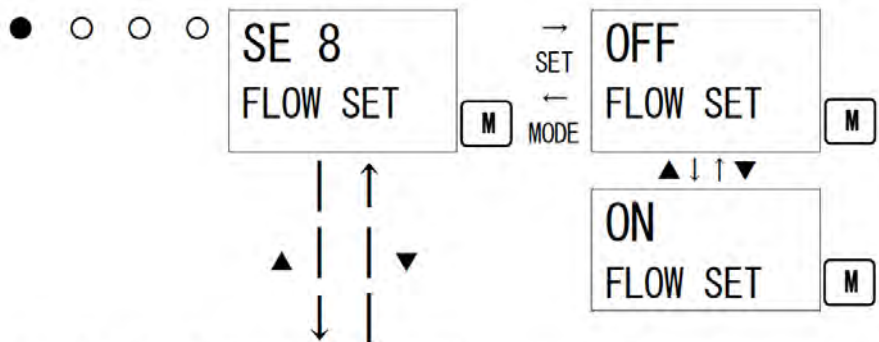 ● ○ ○ ○
SE 8
FLOW SET
M
→
SET
←
MODE
OFF
FLOW SET
M
▲↓↑▼
ON
FLOW SET
M
▲ ↓ ↑ ▼